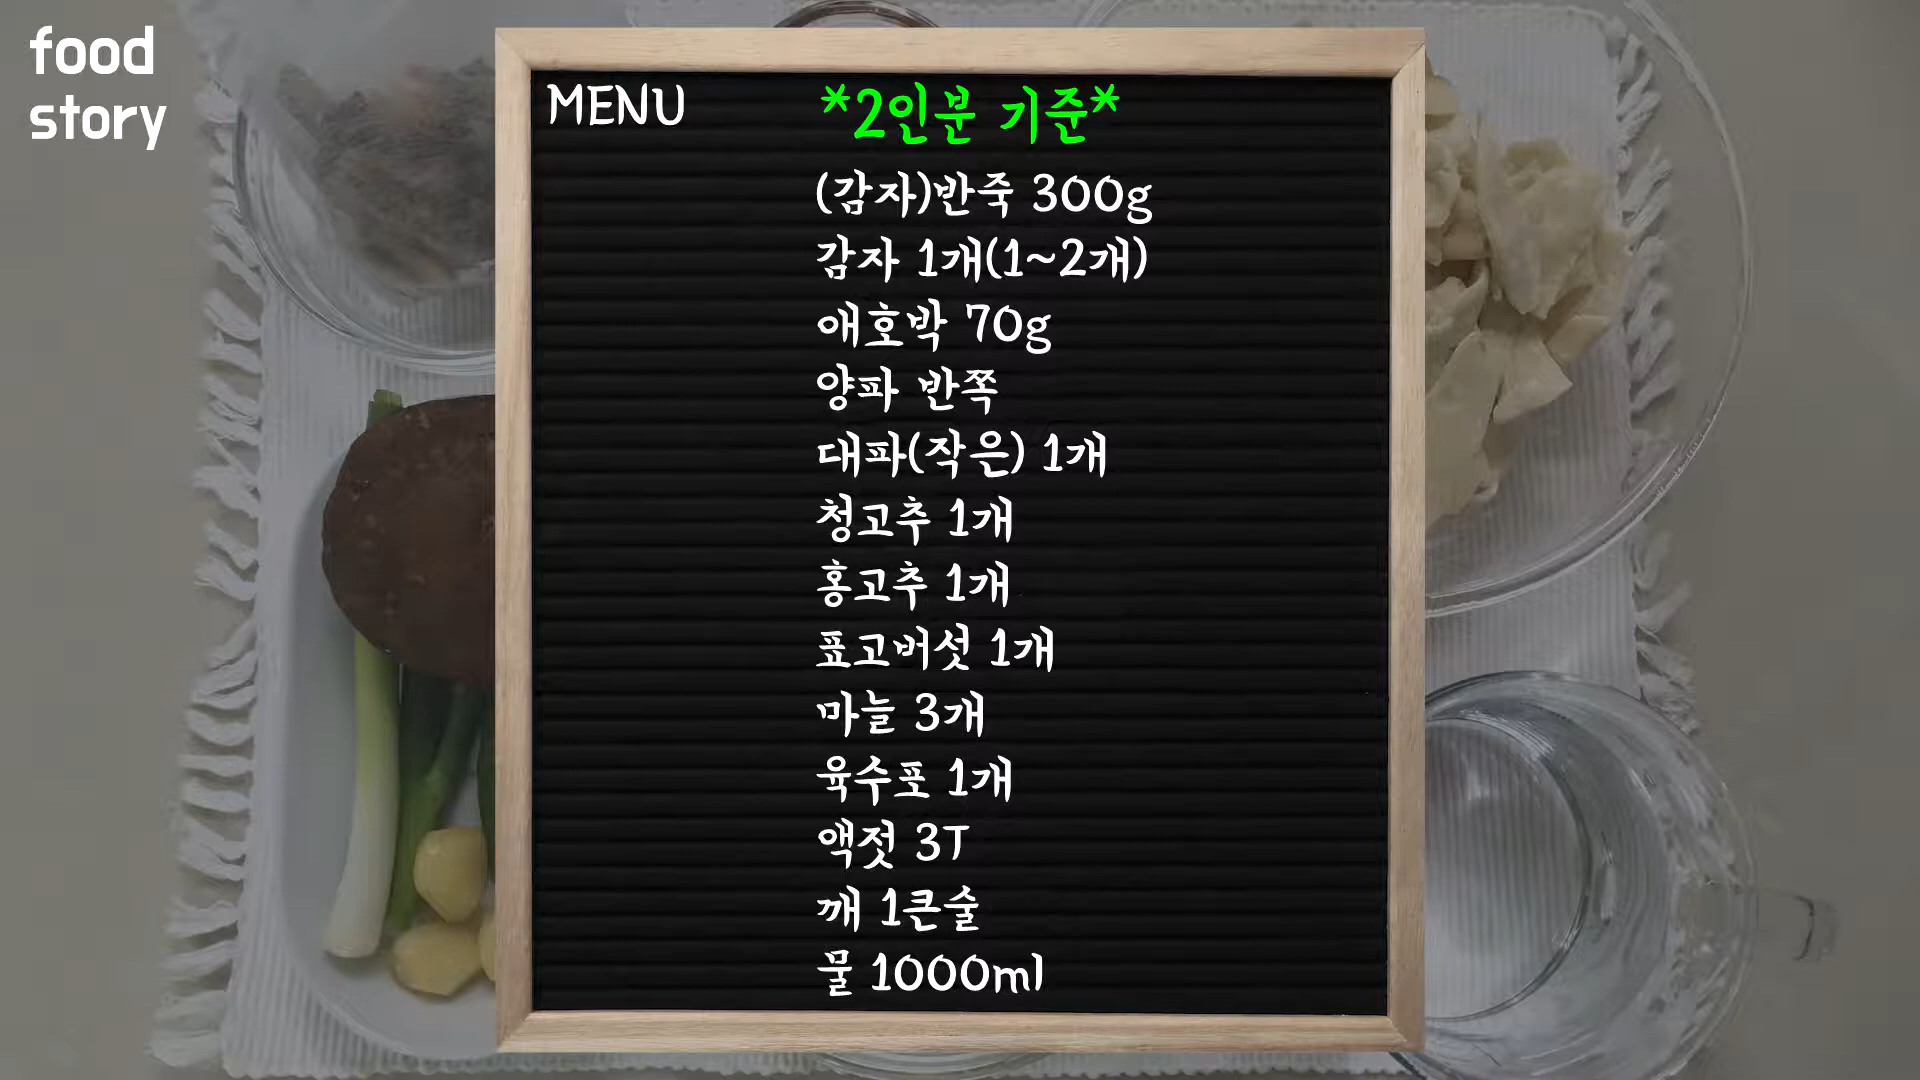 food
story
MENU
*2인분 기준*
(감자)반죽 300g
감자 1개(1~2개)
애호박 70g
양파 반쪽
대파(작은) 1개
청고추 1개
홍고추 1개
표고버섯 1개
마늘 3개
육수포 1개
액젓 3T
깨 1큰술
물 1000ml